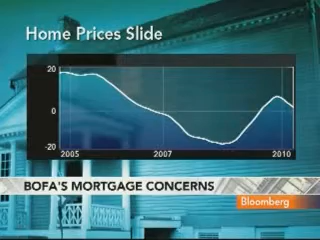 Home Prices Slide
20
0
-20
2005
2007
2010
BOFA'S MORTGAGE CONCERNS
Bloomberg